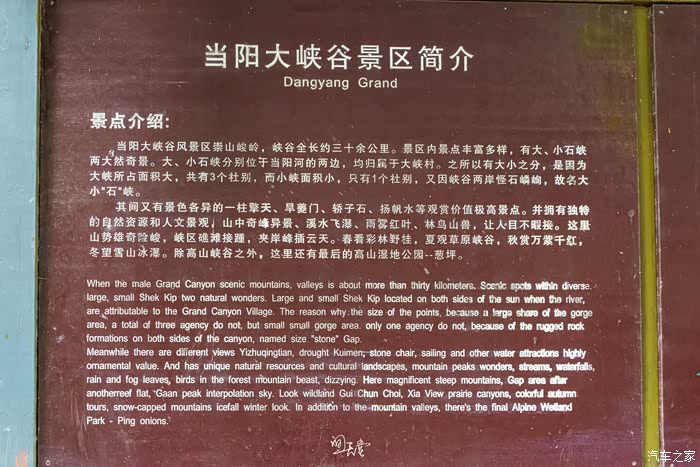 当阳大峡谷景区简介
Dangyang Grand
景点介绍:
当阳大峡谷风景区崇山峻岭，峡谷全长约三十余公里。景区内景点丰富多样，有大、小石峡
两大然奇景。大、小石峡分别位于当阳河的两边，均归属于大峡村。之所以有大小之分，是因为
大峡所占面积大，共有3个社别，而小峡面积小，只有1个社别，又因峡谷两岸怪石嶙峋，故名大
小"石"峡。
其间又有景色各异的一柱擎天、旱夔门、轿子石、扬帆水等观赏价值极高景点。并拥有独特
的自然资源和人文景观，山中奇峰异景、溪水飞瀑、雨雾红叶、林鸟山兽，让人目不暇接。这里
山势雄奇险峻，峡区礁滩接踵，夹岸峰插云天。春看彩林野桂，夏观草原峡谷，秋赏万紫千红，
冬望雪山冰瀑。除高山峡谷之外，这里还有最后的高山湿地公园--葱坪。
When the male Grand Canyon scenic mountains, valleys is about more than thirty kilometers. Scenic spots within diverse.
large, small Shek Kip two natural wonders. Large and small Shek Kip located on both sides of the sun when the river,
are attributable to the Grand Canyon Village. The reason why the size of the points, because a large share of the gorge
area, a total of three agency do not, but small small gorge area. only one agency do not, because of the rugged rock
formations on both sides of the canyon, named size "stone" Gap.
Meanwhile there are different views Yizhuqingtian, drought Kuimen, stone chair, sailing and other water attractions highly
ornamental value. And has unique natural resources and cultural landscapes, mountain peaks wonders, streams, waterfalls,
rain and fog leaves, birds in the forest mountain beast, dizzying. Here magnificent steep mountains, Gap area after
anotherreef flat, Gaan peak interpolation sky. Look wildland Gui Chun Choi, Xia View prairie canyons, colorful autumn
tours, snow-capped mountains icefall winter look. In addition to the mountain valleys, there's the final Alpine Wetland
Park - Ping onions.
汽车之家